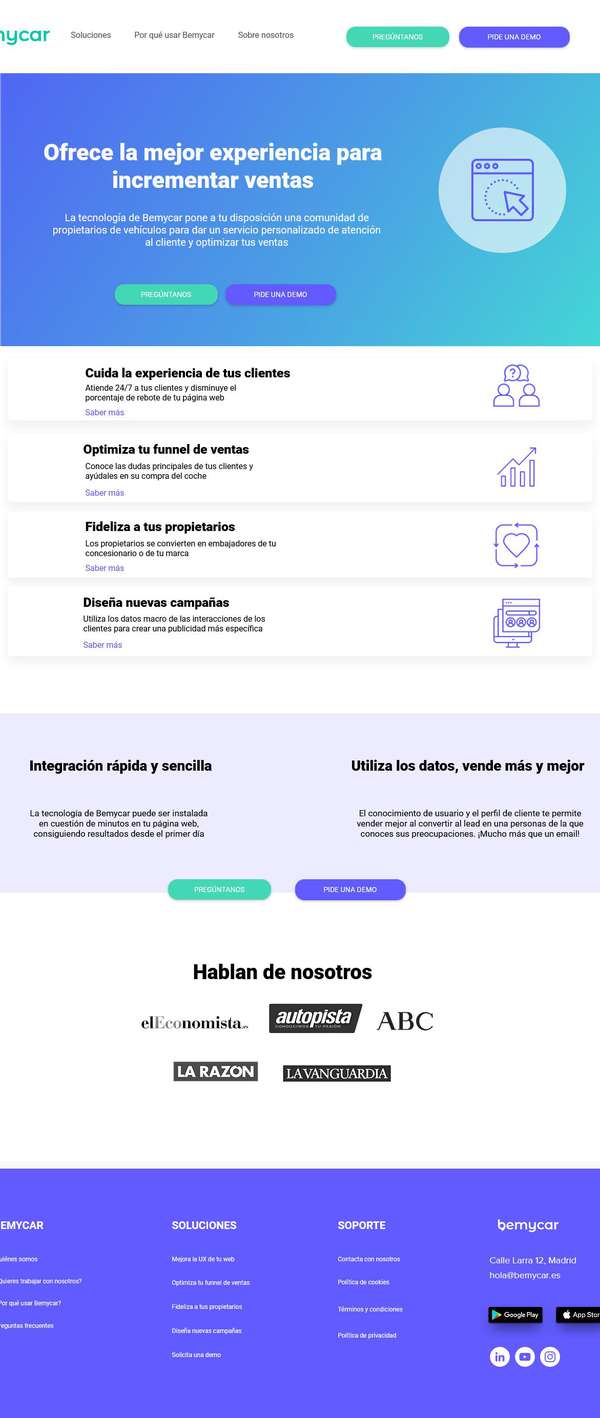 mycar
Soluciones
Por qué usar Bemycar
Sobre nosotros
PREGÚNTANOS
PIDE UNA DEMO
Ofrece la mejor experiencia para
incrementar ventas
La tecnología de Bemycar pone a tu disposición una comunidad de
propietarios de vehículos para dar un servicio personalizado de atención
al cliente y optimizar tus ventas
PREGÚNTANOS
PIDE UNA DEMO
Cuida la experiencia de tus clientes
Atiende 24/7 a tus clientes y disminuye el
porcentaje de rebote de tu página web
Saber más
Optimiza tu funnel de ventas
Conoce las dudas principales de tus clientes y
ayúdales en su compra del coche
Saber más
Fideliza a tus propietarios
Los propietarios se convierten en embajadores de tu
concesionario o de tu marca
Saber más
Diseña nuevas campañas
Utiliza los datos macro de las interacciones de los
clientes para crear una publicidad más específica
Saber más
Integración rápida y sencilla
La tecnología de Bemycar puede ser instalada
en cuestión de minutos en tu página web,
consiguiendo resultados desde el primer día
Utiliza los datos, vende más y mejor
El conocimiento de usuario y el perfil de cliente te permite
vender mejor al convertir al lead en una personas de la que
conoces sus preocupaciones. ¡Mucho más que un email!
PREGÚNTANOS
PIDE UNA DEMO
Hablan de nosotros
elEconomista.es
autopista
CONDUCIMOS TU PASIÓN
ABC
LA RAZÓN
LA VANGUARDIA
EMYCAR
uiénes somos
Quieres trabajar con nosotros?
Por qué usar Bemycar?
reguntas frecuentes
SOLUCIONES
Mejora la UX de tu web
Optimiza tu funnel de ventas
Fideliza a tus propietarios
Diseña nuevas campañas
Solicita una demo
SOPORTE
Contacta con nosotros
Política de cookies
Términos y condiciones
Política de privacidad
bemycar
Calle Larra 12, Madrid
hola@bemycar.es
Google Play
App Stor
in